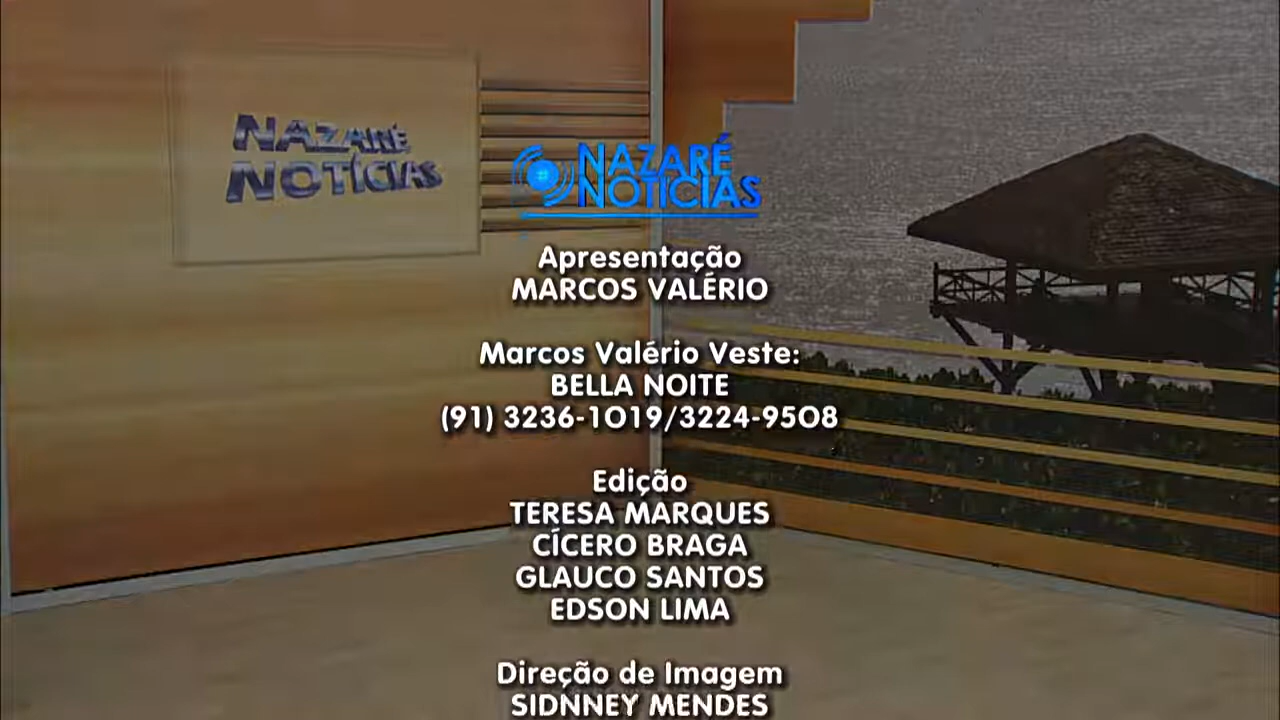 NAZARÉ
NOTÍCIAS
NAZARÉ
NOTÍCIAS
Apresentação
MARCOS VALÉRIO
Marcos Valério Veste:
BELLA NOITE
(91) 3236-1019/3224-9508
Edição
TERESA MARQUES
CÍCERO BRAGA
GLAUCO SANTOS
EDSON LIMA
Direção de Imagem
SIDNNEY MENDES